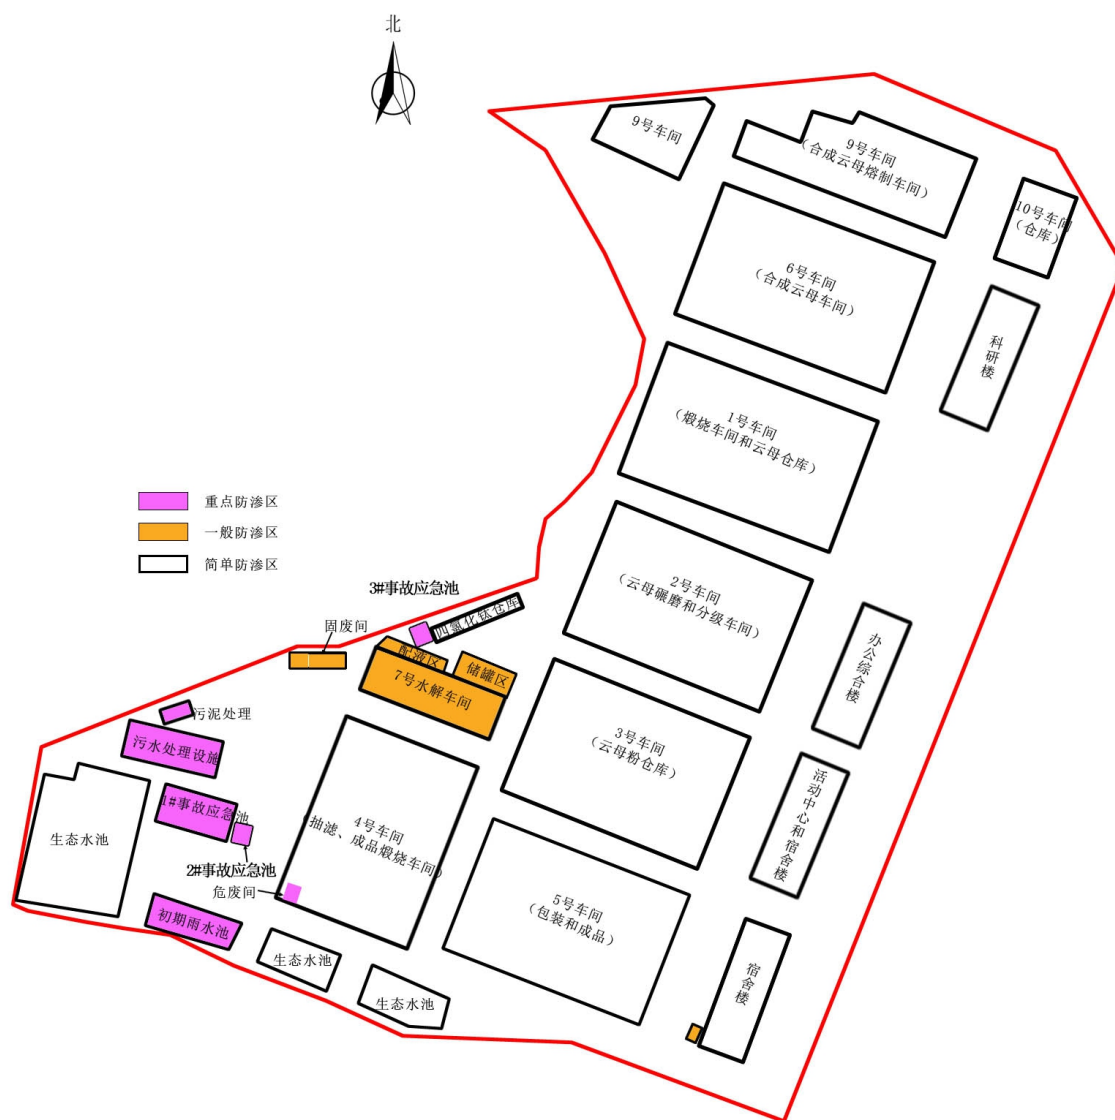 北
9号车间
9号车间
（合成云母熔制车间）
10号车间
（仓库）
6号车间
（合成云母车间）
科研楼
1号车间
（煅烧车间和云母仓库）
重点防渗区
一般防渗区
简单防渗区
2号车间
（云母碾磨和分级车间）
3#事故应急池
四氯化钛仓库
固废间
配液区
储罐区
7号水解车间
办公综合楼
污泥处理
污水处理设施
3号车间
（云母粉仓库）
活动中心和宿舍楼
1#事故应急池
生态水池
4号车间
（抽滤、成品煅烧车间）
2#事故应急池
危废间
5号车间
（包装和成品）
初期雨水池
生态水池
生态水池
宿舍楼